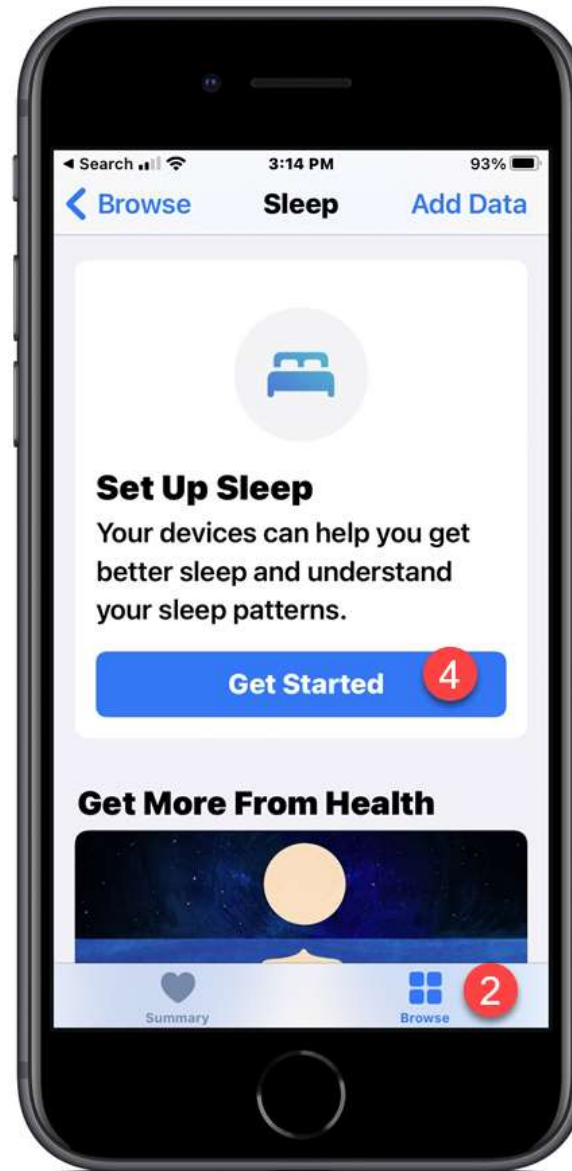 ◀ Search 3:14 PM 93%
Browse Sleep Add Data
Set Up Sleep
Your devices can help you get
better sleep and understand
your sleep patterns.
Get Started 4
Get More From Health
Summary Browse 2